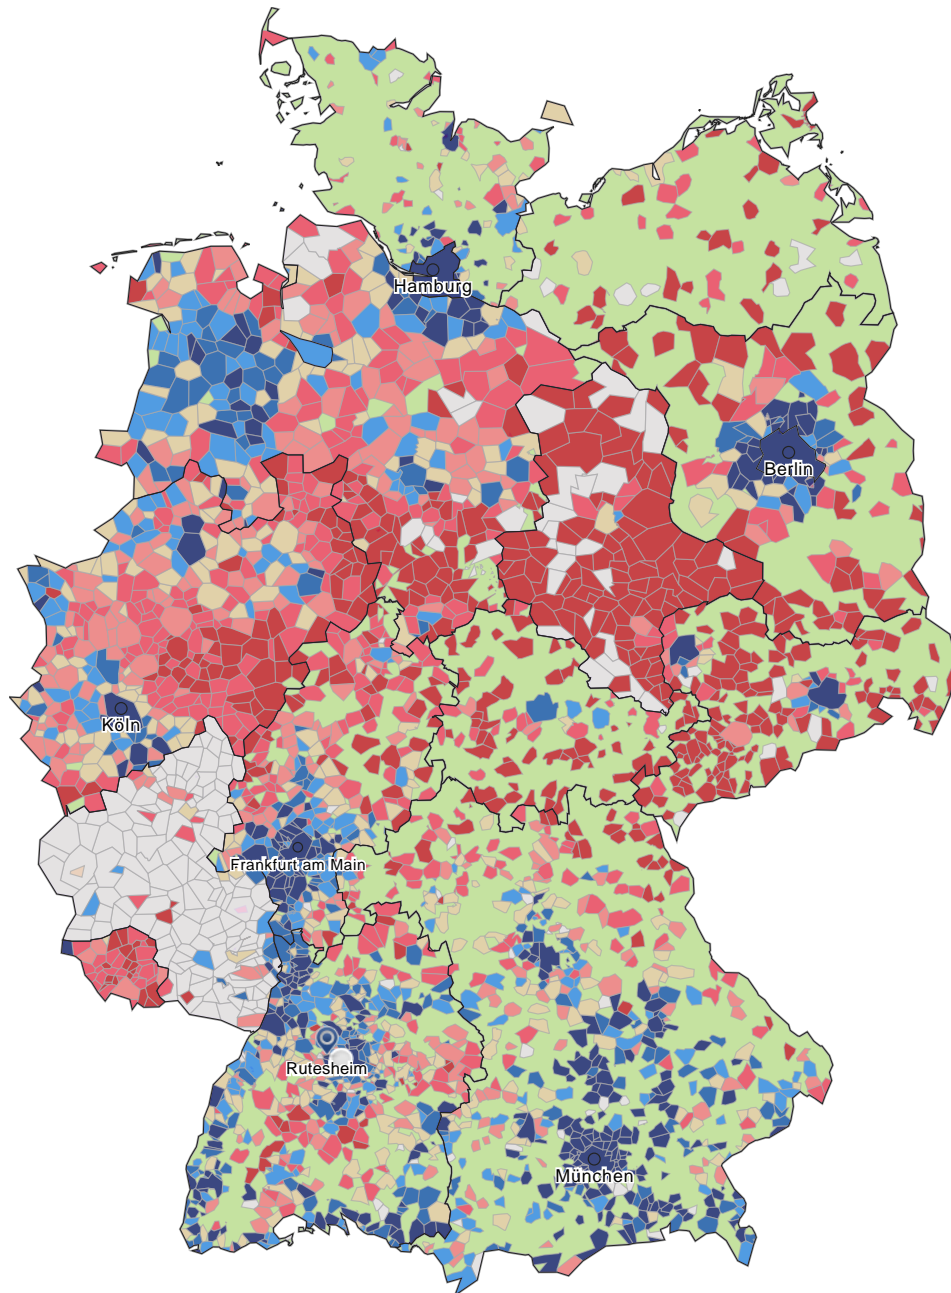 Hamburg
Berlin
Köln
Frankfurt am Main
Rutesheim
München